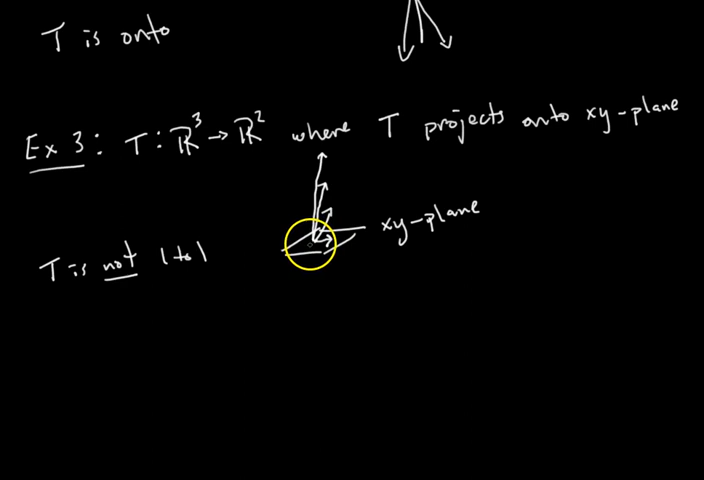 T is onto
Ex 3: T: ℝ³ → ℝ² where T projects onto xy-plane
xy-plane
T is not 1 to 1